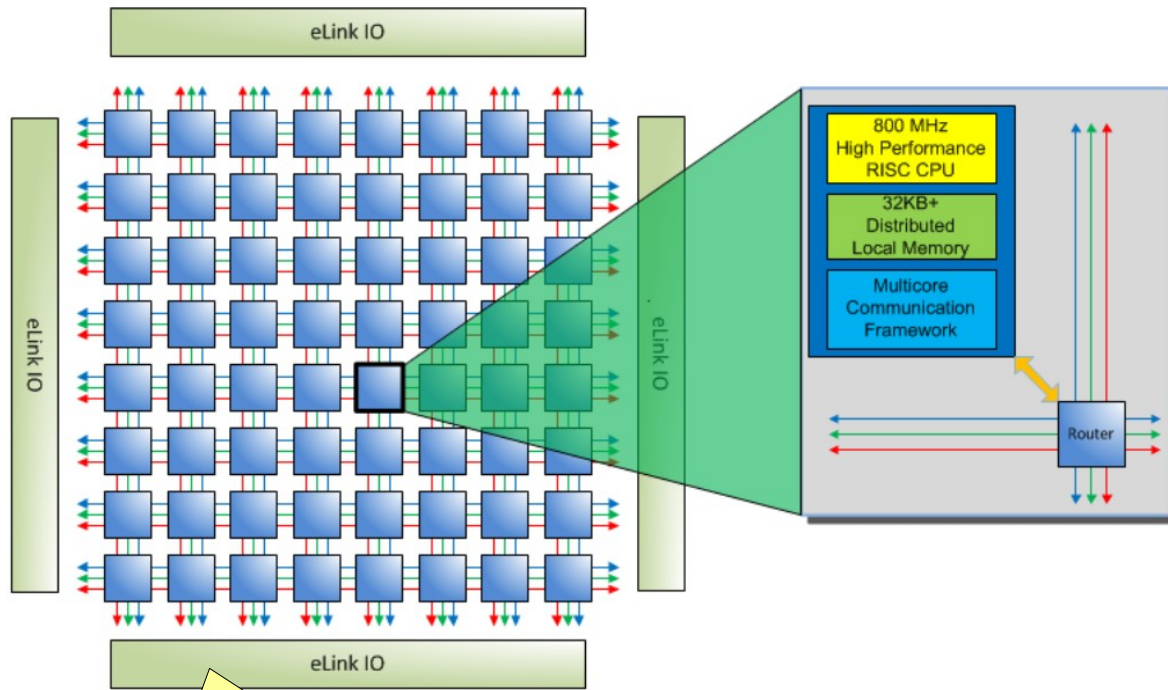 eLink IO
800 MHz
High Performance
RISC CPU
32KB+
Distributed
Local Memory
Multicore
Communication
Framework
Router
eLink IO
. eLink IO
eLink IO